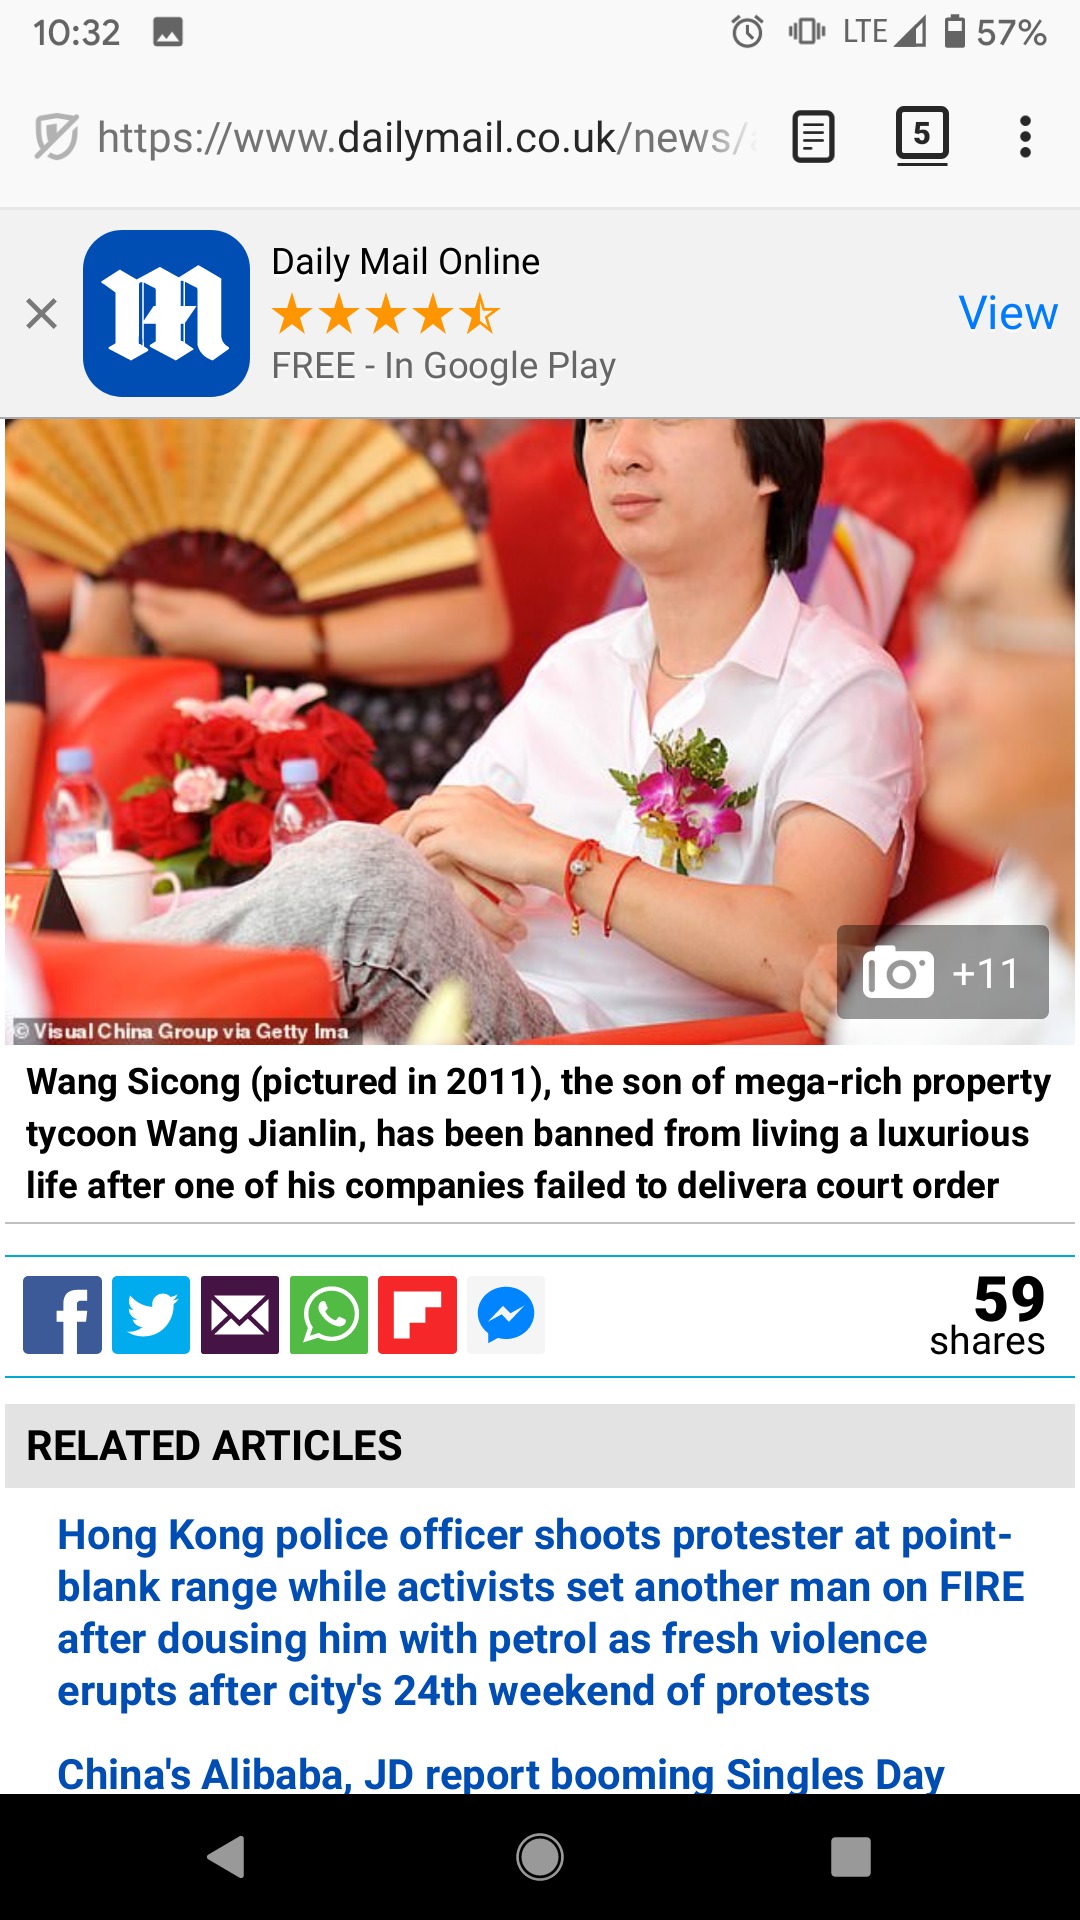 10:32
LTE
57%
https://www.dailymail.co.uk/news/
5
Daily Mail Online
FREE - In Google Play
View
+11
© Visual China Group via Getty Ima
Wang Sicong (pictured in 2011), the son of mega-rich property
tycoon Wang Jianlin, has been banned from living a luxurious
life after one of his companies failed to delivera court order
59
shares
RELATED ARTICLES
Hong Kong police officer shoots protester at point-
blank range while activists set another man on FIRE
after dousing him with petrol as fresh violence
erupts after city's 24th weekend of protests
China's Alibaba, JD report booming Singles Day